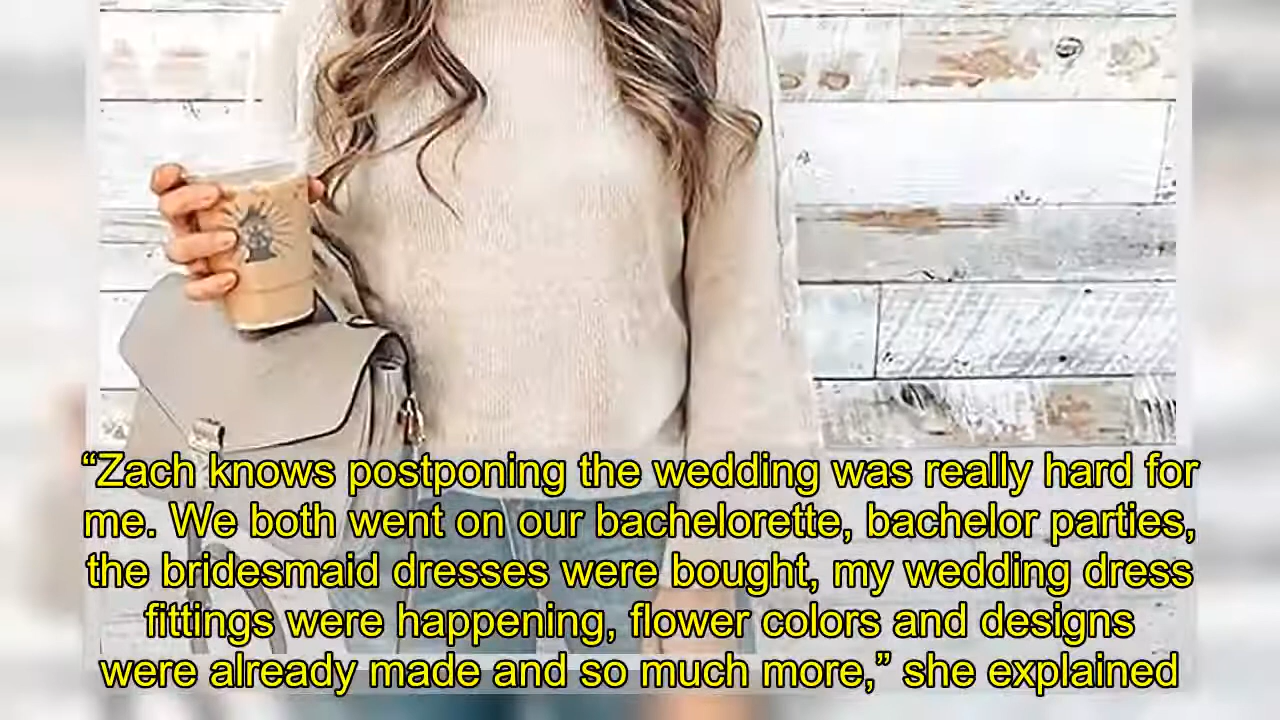 “Zach knows postponing the wedding was really hard for
me. We both went on our bachelorette, bachelor parties,
the bridesmaid dresses were bought, my wedding dress
fittings were happening, flower colors and designs
were already made and so much more,” she explained